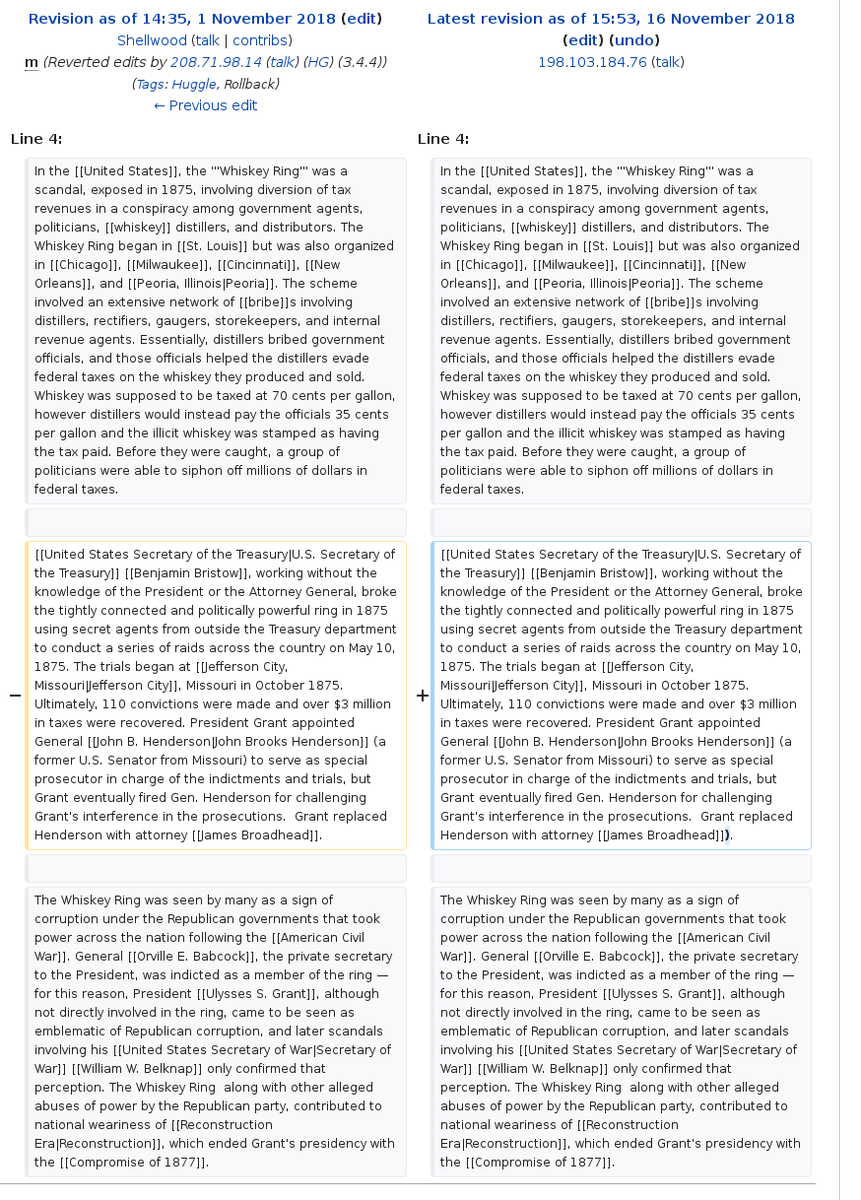 Revision as of 14:35, 1 November 2018 (edit)
Shellwood (talk | contribs)
m (Reverted edits by 208.71.98.14 (talk) (HG) (3.4.4))
(Tags: Huggle, Rollback)
← Previous edit
Latest revision as of 15:53, 16 November 2018
(edit) (undo)
198.103.184.76 (talk)
Line 4:
In the [[United States]], the '''Whiskey Ring''' was a
scandal, exposed in 1875, involving diversion of tax
revenues in a conspiracy among government agents,
politicians, [[whiskey]] distillers, and distributors. The
Whiskey Ring began in [[St. Louis]] but was also organized
in [[Chicago]], [[Milwaukee]], [[Cincinnati]], [[New
Orleans]], and [[Peoria, Illinois|Peoria]]. The scheme
involved an extensive network of [[bribe]]s involving
distillers, rectifiers, gaugers, storekeepers, and internal
revenue agents. Essentially, distillers bribed government
officials, and those officials helped the distillers evade
federal taxes on the whiskey they produced and sold.
Whiskey was supposed to be taxed at 70 cents per gallon,
however distillers would instead pay the officials 35 cents
per gallon and the illicit whiskey was stamped as having
the tax paid. Before they were caught, a group of
politicians were able to siphon off millions of dollars in
federal taxes.
Line 4:
In the [[United States]], the '''Whiskey Ring''' was a
scandal, exposed in 1875, involving diversion of tax
revenues in a conspiracy among government agents,
politicians, [[whiskey]] distillers, and distributors. The
Whiskey Ring began in [[St. Louis]] but was also organized
in [[Chicago]], [[Milwaukee]], [[Cincinnati]], [[New
Orleans]], and [[Peoria, Illinois|Peoria]]. The scheme
involved an extensive network of [[bribe]]s involving
distillers, rectifiers, gaugers, storekeepers, and internal
revenue agents. Essentially, distillers bribed government
officials, and those officials helped the distillers evade
federal taxes on the whiskey they produced and sold.
Whiskey was supposed to be taxed at 70 cents per gallon,
however distillers would instead pay the officials 35 cents
per gallon and the illicit whiskey was stamped as having
the tax paid. Before they were caught, a group of
politicians were able to siphon off millions of dollars in
federal taxes.
−
[[United States Secretary of the Treasury|U.S. Secretary of
the Treasury]] [[Benjamin Bristow]], working without the
knowledge of the President or the Attorney General, broke
the tightly connected and politically powerful ring in 1875
using secret agents from outside the Treasury department
to conduct a series of raids across the country on May 10,
1875. The trials began at [[Jefferson City,
Missouri|Jefferson City]], Missouri in October 1875.
Ultimately, 110 convictions were made and over $3 million
in taxes were recovered. President Grant appointed
General [[John B. Henderson|John Brooks Henderson]] (a
former U.S. Senator from Missouri) to serve as special
prosecutor in charge of the indictments and trials, but
Grant eventually fired Gen. Henderson for challenging
Grant's interference in the prosecutions.  Grant replaced
Henderson with attorney [[James Broadhead]].
+
[[United States Secretary of the Treasury|U.S. Secretary of
the Treasury]] [[Benjamin Bristow]], working without the
knowledge of the President or the Attorney General, broke
the tightly connected and politically powerful ring in 1875
using secret agents from outside the Treasury department
to conduct a series of raids across the country on May 10,
1875. The trials began at [[Jefferson City,
Missouri|Jefferson City]], Missouri in October 1875.
Ultimately, 110 convictions were made and over $3 million
in taxes were recovered. President Grant appointed
General [[John B. Henderson|John Brooks Henderson]] (a
former U.S. Senator from Missouri) to serve as special
prosecutor in charge of the indictments and trials, but
Grant eventually fired Gen. Henderson for challenging
Grant's interference in the prosecutions.  Grant replaced
Henderson with attorney [[James Broadhead]]).
The Whiskey Ring was seen by many as a sign of
corruption under the Republican governments that took
power across the nation following the [[American Civil
War]]. General [[Orville E. Babcock]], the private secretary
to the President, was indicted as a member of the ring —
for this reason, President [[Ulysses S. Grant]], although
not directly involved in the ring, came to be seen as
emblematic of Republican corruption, and later scandals
involving his [[United States Secretary of War|Secretary of
War]] [[William W. Belknap]] only confirmed that
perception. The Whiskey Ring  along with other alleged
abuses of power by the Republican party, contributed to
national weariness of [[Reconstruction
Era|Reconstruction]], which ended Grant's presidency with
the [[Compromise of 1877]].
The Whiskey Ring was seen by many as a sign of
corruption under the Republican governments that took
power across the nation following the [[American Civil
War]]. General [[Orville E. Babcock]], the private secretary
to the President, was indicted as a member of the ring —
for this reason, President [[Ulysses S. Grant]], although
not directly involved in the ring, came to be seen as
emblematic of Republican corruption, and later scandals
involving his [[United States Secretary of War|Secretary of
War]] [[William W. Belknap]] only confirmed that
perception. The Whiskey Ring  along with other alleged
abuses of power by the Republican party, contributed to
national weariness of [[Reconstruction
Era|Reconstruction]], which ended Grant's presidency with
the [[Compromise of 1877]].